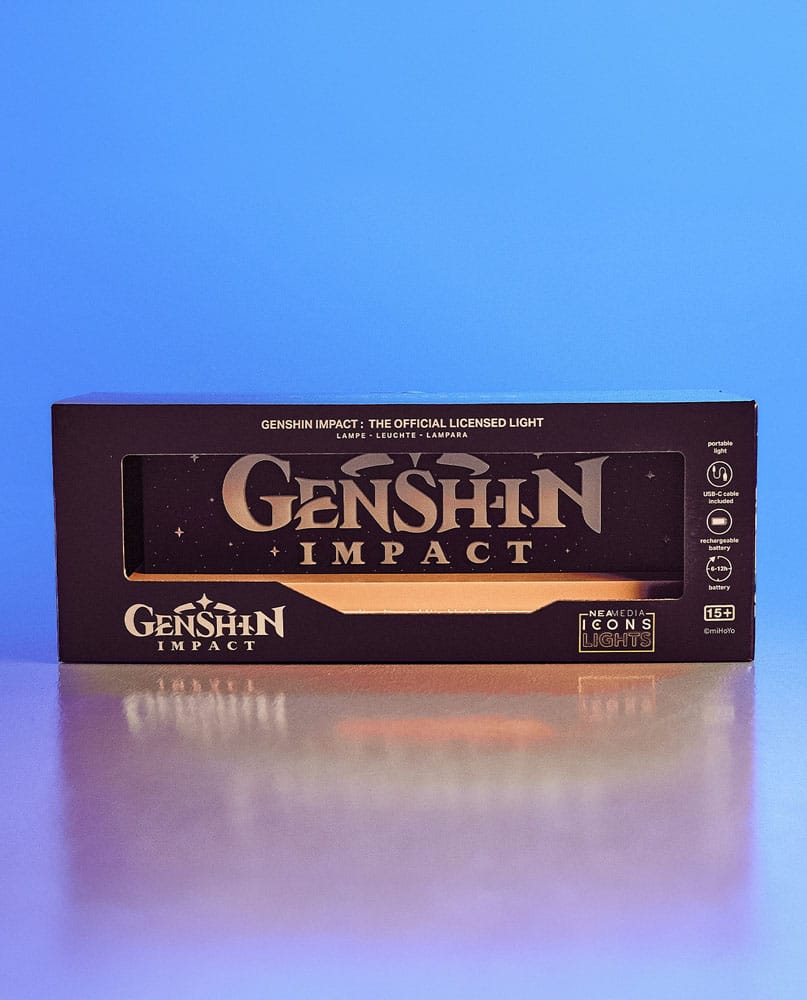 GENSHIN IMPACT : THE OFFICIAL LICENSED LIGHT
LAMPE - LEUCHTE - LAMPARA
GENSHIN
IMPACT
GENSHIN
IMPACT
portable
light
USB-C cable
included
rechargeable
battery
6-12h
battery
NEAMEDIA
ICONS
LIGHTS
15+
©miHoYo